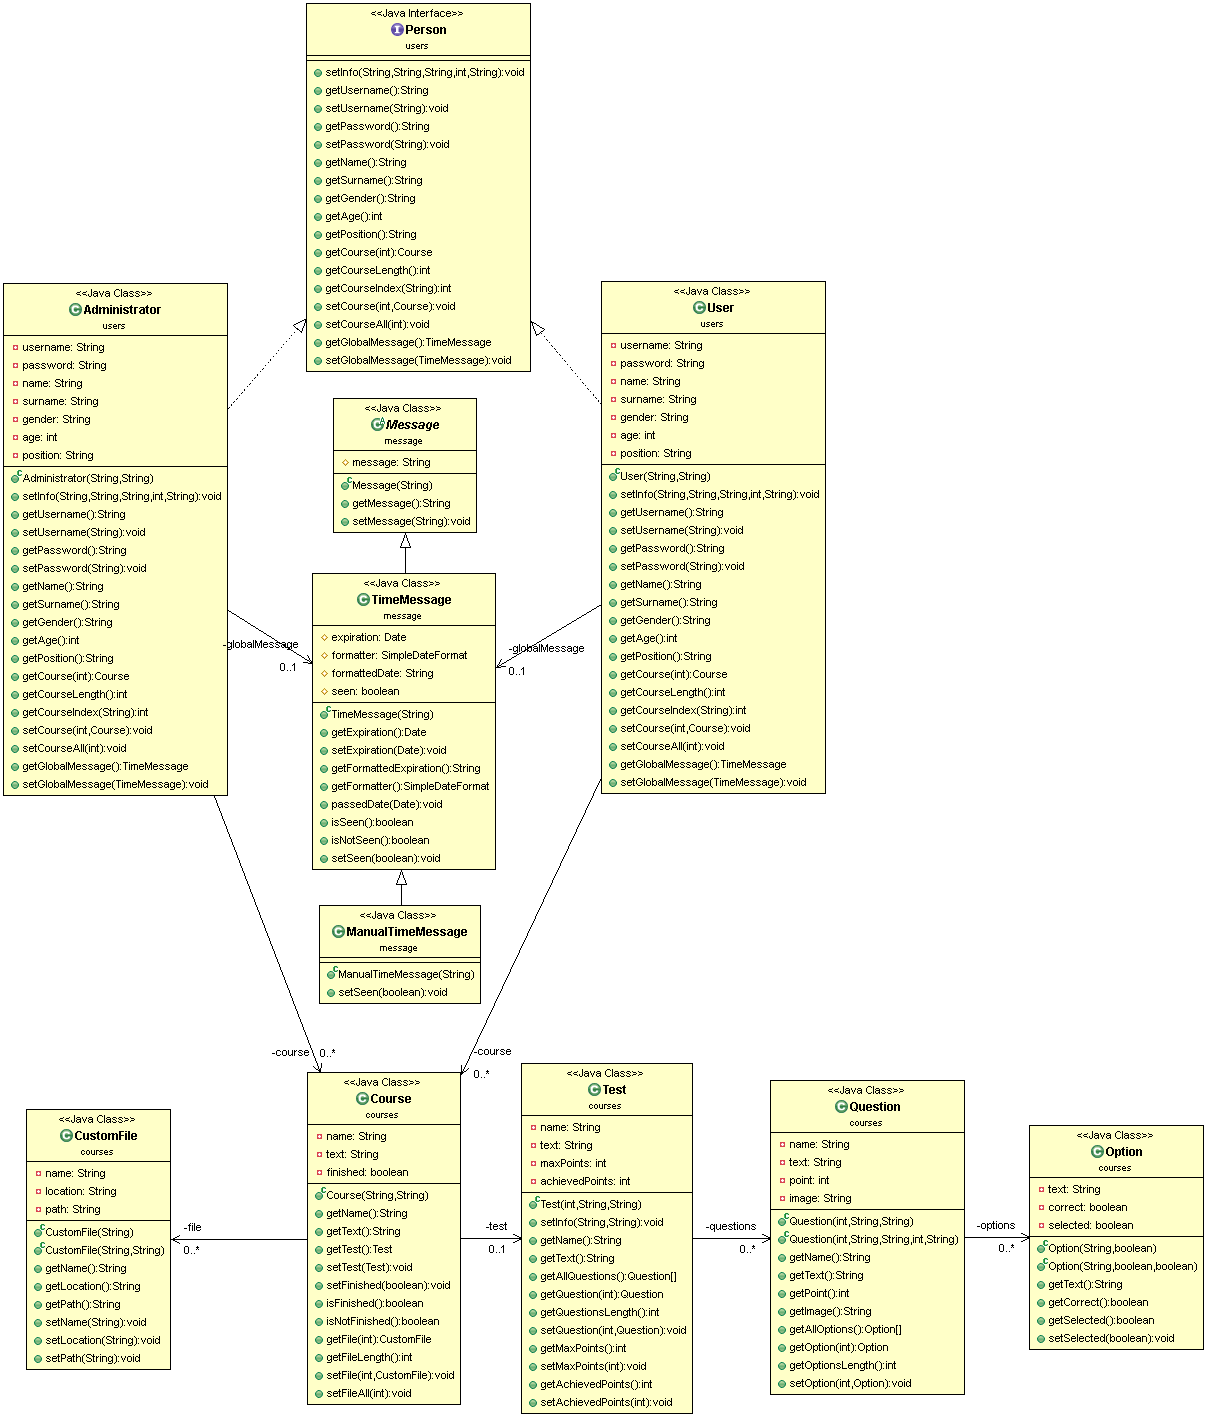 <<Java Interface>>
Person
users
setInfo(String,String,String,int,String):void
getUsername():String
setUsername(String):void
getPassword():String
setPassword(String):void
getName():String
getSurname():String
getGender():String
getAge():int
getPosition():String
getCourse(int):Course
getCourseLength():int
getCourseIndex(String):int
setCourse(int,Course):void
setCourseAll(int):void
getGlobalMessage():TimeMessage
setGlobalMessage(TimeMessage):void
<<Java Class>>
Administrator
users
username: String
password: String
name: String
surname: String
gender: String
age: int
position: String
Administrator(String,String)
setInfo(String,String,String,int,String):void
getUsername():String
setUsername(String):void
getPassword():String
setPassword(String):void
getName():String
getSurname():String
getGender():String
getAge():int
getPosition():String
getCourse(int):Course
getCourseLength():int
getCourseIndex(String):int
setCourse(int,Course):void
setCourseAll(int):void
getGlobalMessage():TimeMessage
setGlobalMessage(TimeMessage):void
<<Java Class>>
User
users
username: String
password: String
name: String
surname: String
gender: String
age: int
position: String
User(String,String)
setInfo(String,String,String,int,String):void
getUsername():String
setUsername(String):void
getPassword():String
setPassword(String):void
getName():String
getSurname():String
getGender():String
getAge():int
getPosition():String
getCourse(int):Course
getCourseLength():int
getCourseIndex(String):int
setCourse(int,Course):void
setCourseAll(int):void
getGlobalMessage():TimeMessage
setGlobalMessage(TimeMessage):void
<<Java Class>>
Message
message
message: String
Message(String)
getMessage():String
setMessage(String):void
<<Java Class>>
TimeMessage
message
expiration: Date
formatter: SimpleDateFormat
formattedDate: String
seen: boolean
TimeMessage(String)
getExpiration():Date
setExpiration(Date):void
getFormattedExpiration():String
getFormatter():SimpleDateFormat
passedDate(Date):void
isSeen():boolean
isNotSeen():boolean
setSeen(boolean):void
-globalMessage
0..1
-globalMessage
0..1
<<Java Class>>
ManualTimeMessage
message
ManualTimeMessage(String)
setSeen(boolean):void
-course
0..*
-course
0..*
<<Java Class>>
CustomFile
courses
name: String
location: String
path: String
CustomFile(String)
CustomFile(String,String)
getName():String
getLocation():String
getPath():String
setName(String):void
setLocation(String):void
setPath(String):void
-file
0..*
<<Java Class>>
Course
courses
name: String
text: String
finished: boolean
Course(String,String)
getName():String
getText():String
getTest():Test
setTest(Test):void
setFinished(boolean):void
isFinished():boolean
isNotFinished():boolean
getFile(int):CustomFile
getFileLength():int
setFile(int,CustomFile):void
setFileAll(int):void
-test
0..1
<<Java Class>>
Test
courses
name: String
text: String
maxPoints: int
achievedPoints: int
Test(int,String,String)
setInfo(String,String):void
getName():String
getText():String
getAllQuestions():Question[]
getQuestion(int):Question
getQuestionsLength():int
setQuestion(int,Question):void
getMaxPoints():int
setMaxPoints(int):void
getAchievedPoints():int
setAchievedPoints(int):void
-questions
0..*
<<Java Class>>
Question
courses
name: String
text: String
point: int
image: String
Question(int,String,String)
Question(int,String,String,int,String)
getName():String
getText():String
getPoint():int
getImage():String
getAllOptions():Option[]
getOption(int):Option
getOptionsLength():int
setOption(int,Option):void
-options
0..*
<<Java Class>>
Option
courses
text: String
correct: boolean
selected: boolean
Option(String,boolean)
Option(String,boolean,boolean)
getText():String
getCorrect():boolean
getSelected():boolean
setSelected(boolean):void